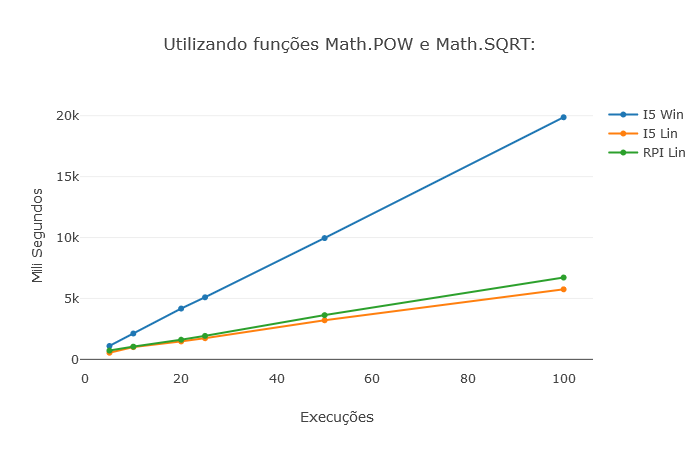 Utilizando funções Math.POW e Math.SQRT:
I5 Win
I5 Lin
RPI Lin
Mili Segundos
20k
15k
10k
5k
0
0 20 40 60 80 100
Execuções